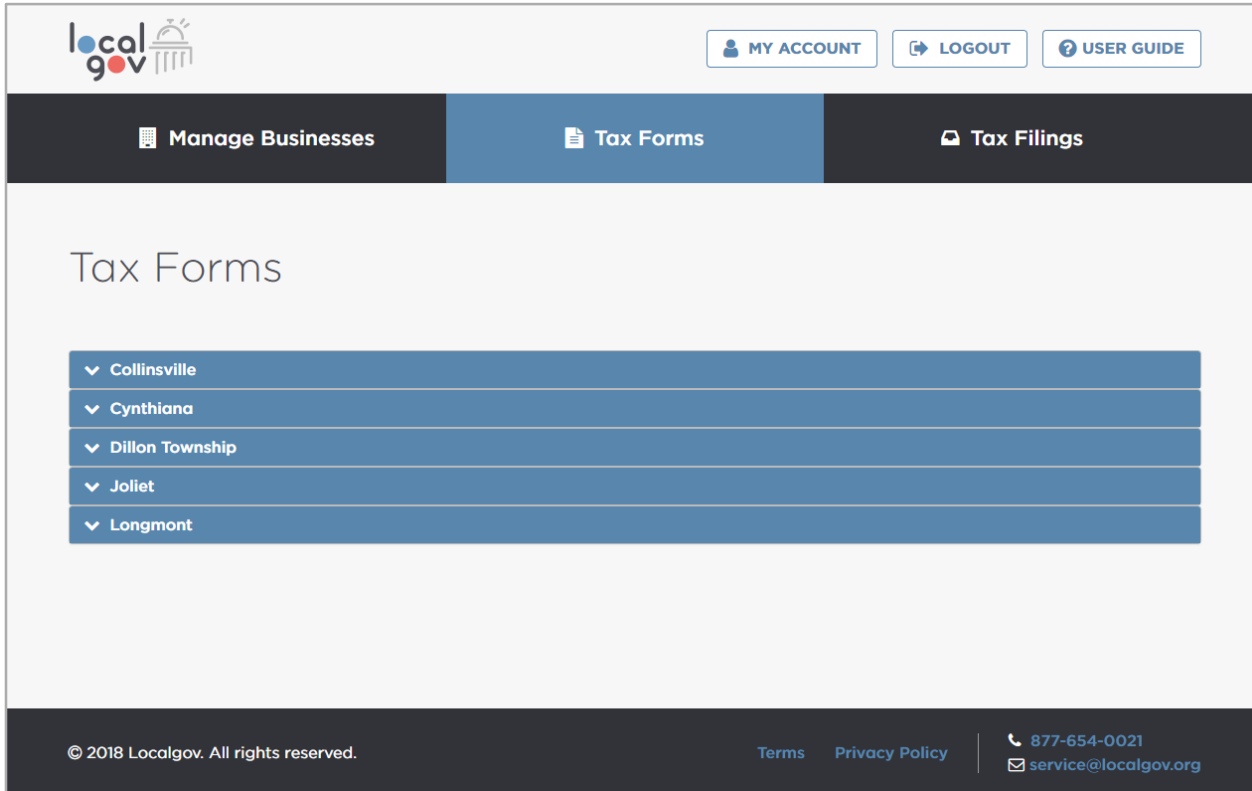 local
gov
MY ACCOUNT LOGOUT USER GUIDE
Manage Businesses Tax Forms Tax Filings
Tax Forms
Collinsville
Cynthiana
Dillon Township
Joliet
Longmont
© 2018 Localgov. All rights reserved.
Terms Privacy Policy
877-654-0021
service@localgov.org